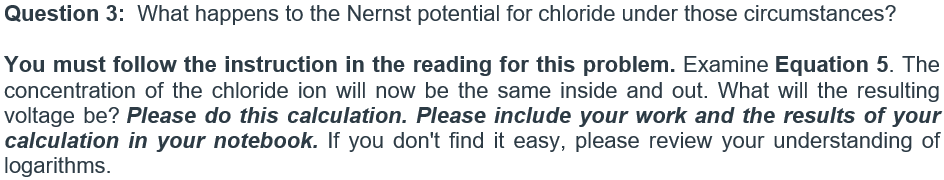 Question 3: What happens to the Nernst potential for chloride under those circumstances?
You must follow the instruction in the reading for this problem. Examine Equation 5. The
concentration of the chloride ion will now be the same inside and out. What will the resulting
voltage be? Please do this calculation. Please include your work and the results of your
calculation in your notebook. If you don't find it easy, please review your understanding of
logarithms.